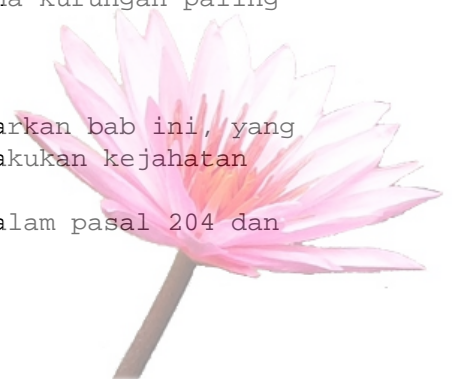 kurungan paling
arkan bab ini, yang
akukan kejahatan
alam pasal 204 dan